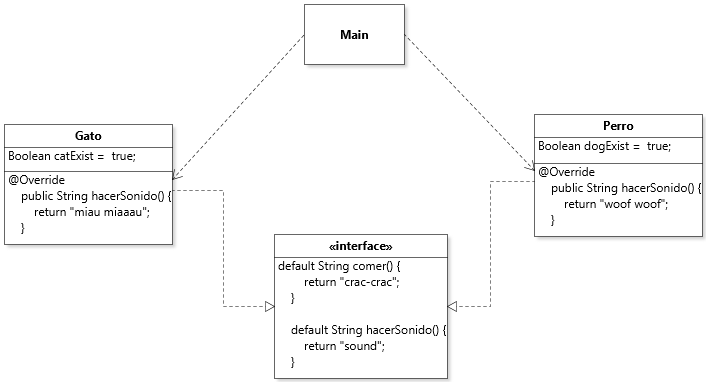 Main
Gato
Boolean catExist =  true;
@Override
public String hacerSonido() {
return "miau miaaau";
}
Perro
Boolean dogExist =  true;
@Override
public String hacerSonido() {
return "woof woof";
}
«interface»
default String comer() {
return "crac-crac";
}
default String hacerSonido() {
return "sound";
}